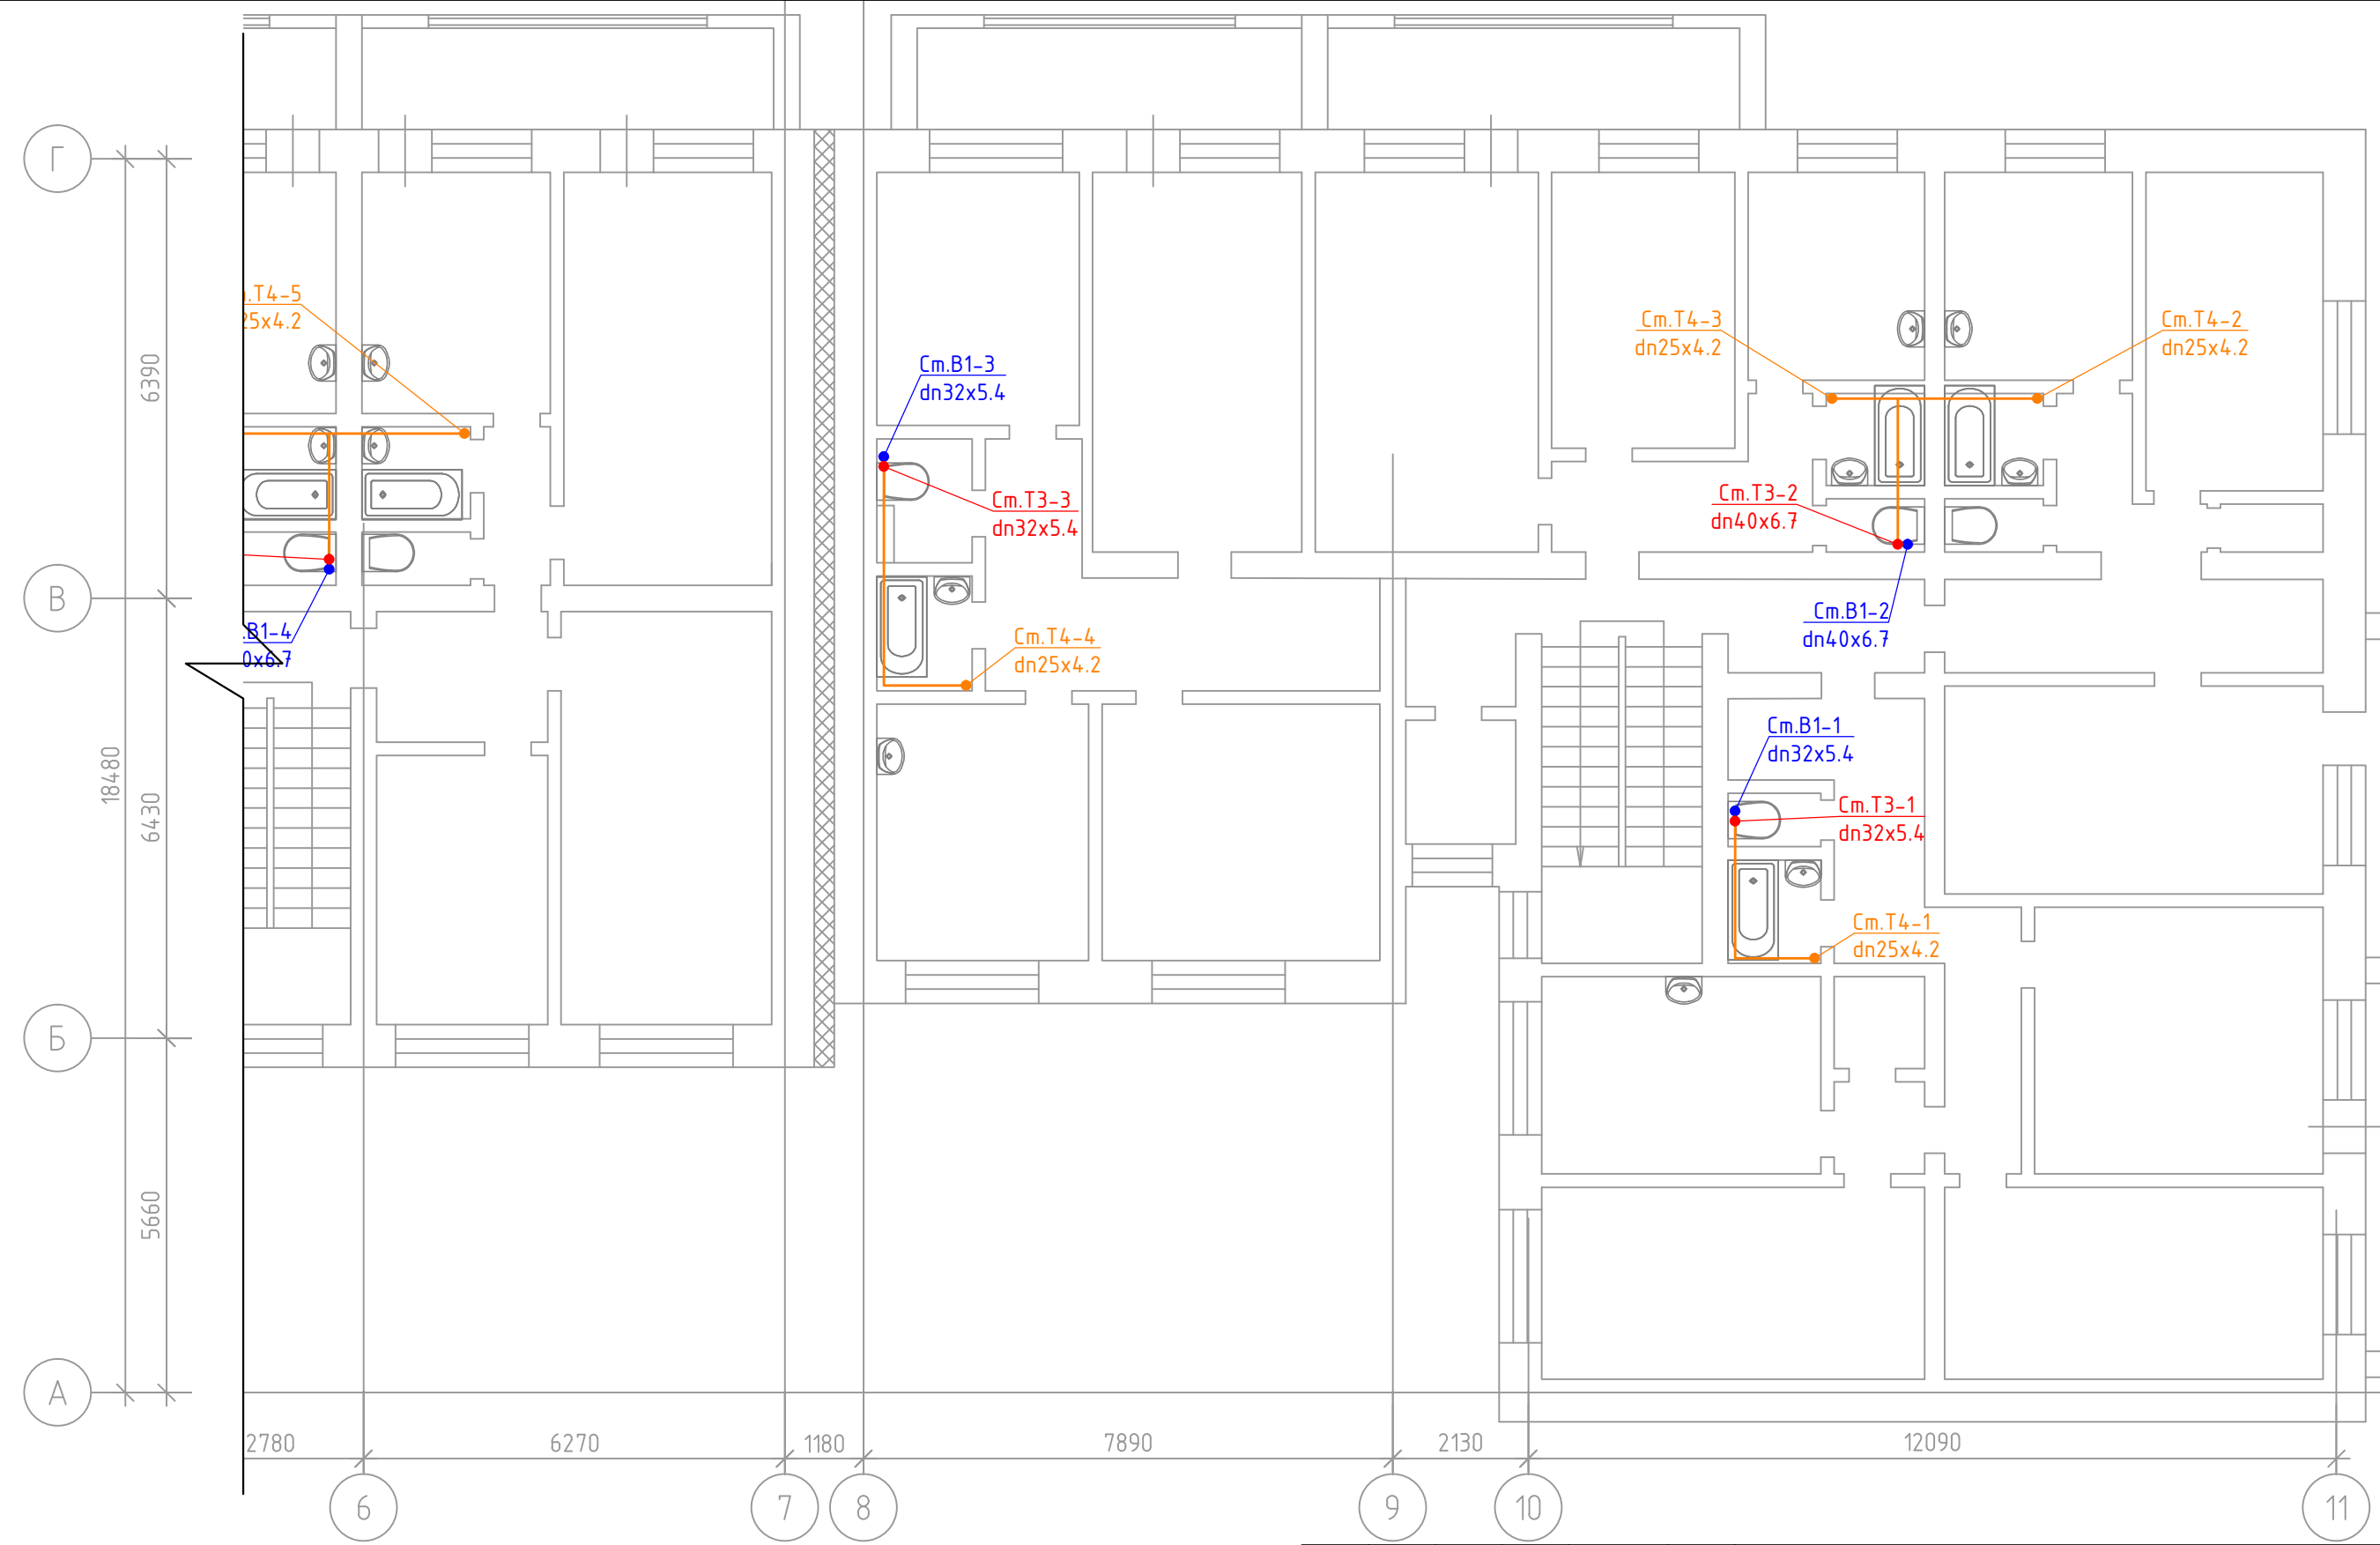 Г
.Т4-5
25х4.2
Ст.Т4-3
dn25x4.2
Ст.Т4-2
dn25x4.2
6390
Ст.В1-3
dn32x5.4
Ст.Т3-3
dn32x5.4
Ст.Т3-2
dn40x6.7
В
.В1-4
0x6.7
Ст.Т4-4
dn25x4.2
Ст.В1-2
dn40x6.7
18480
6430
Ст.В1-1
dn32x5.4
Ст.Т3-1
dn32x5.4
Ст.Т4-1
dn25x4.2
Б
5660
А
2780
6270
1180
7890
2130
12090
6
7
8
9
10
11